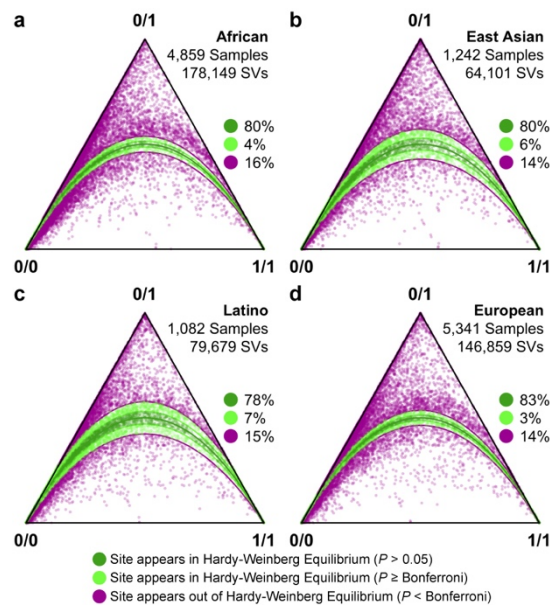 a
0/1
African
4,859 Samples
178,149 SVs
80%
4%
16%
0/0
1/1
b
0/1
East Asian
1,242 Samples
64,101 SVs
80%
6%
14%
0/0
1/1
c
0/1
Latino
1,082 Samples
79,679 SVs
78%
7%
15%
0/0
1/1
d
0/1
European
5,341 Samples
146,859 SVs
83%
3%
14%
0/0
1/1
Site appears in Hardy-Weinberg Equilibrium (P > 0.05)
Site appears in Hardy-Weinberg Equilibrium (P ≥ Bonferroni)
Site appears out of Hardy-Weinberg Equilibrium (P < Bonferroni)